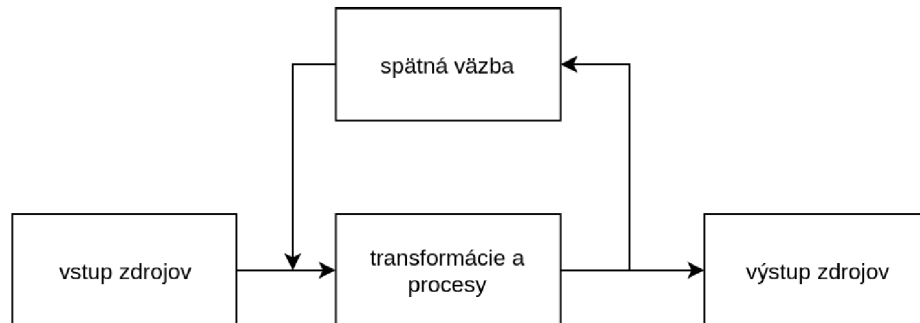 spätná väzba
vstup zdrojov
transformácie a
procesy
výstup zdrojov